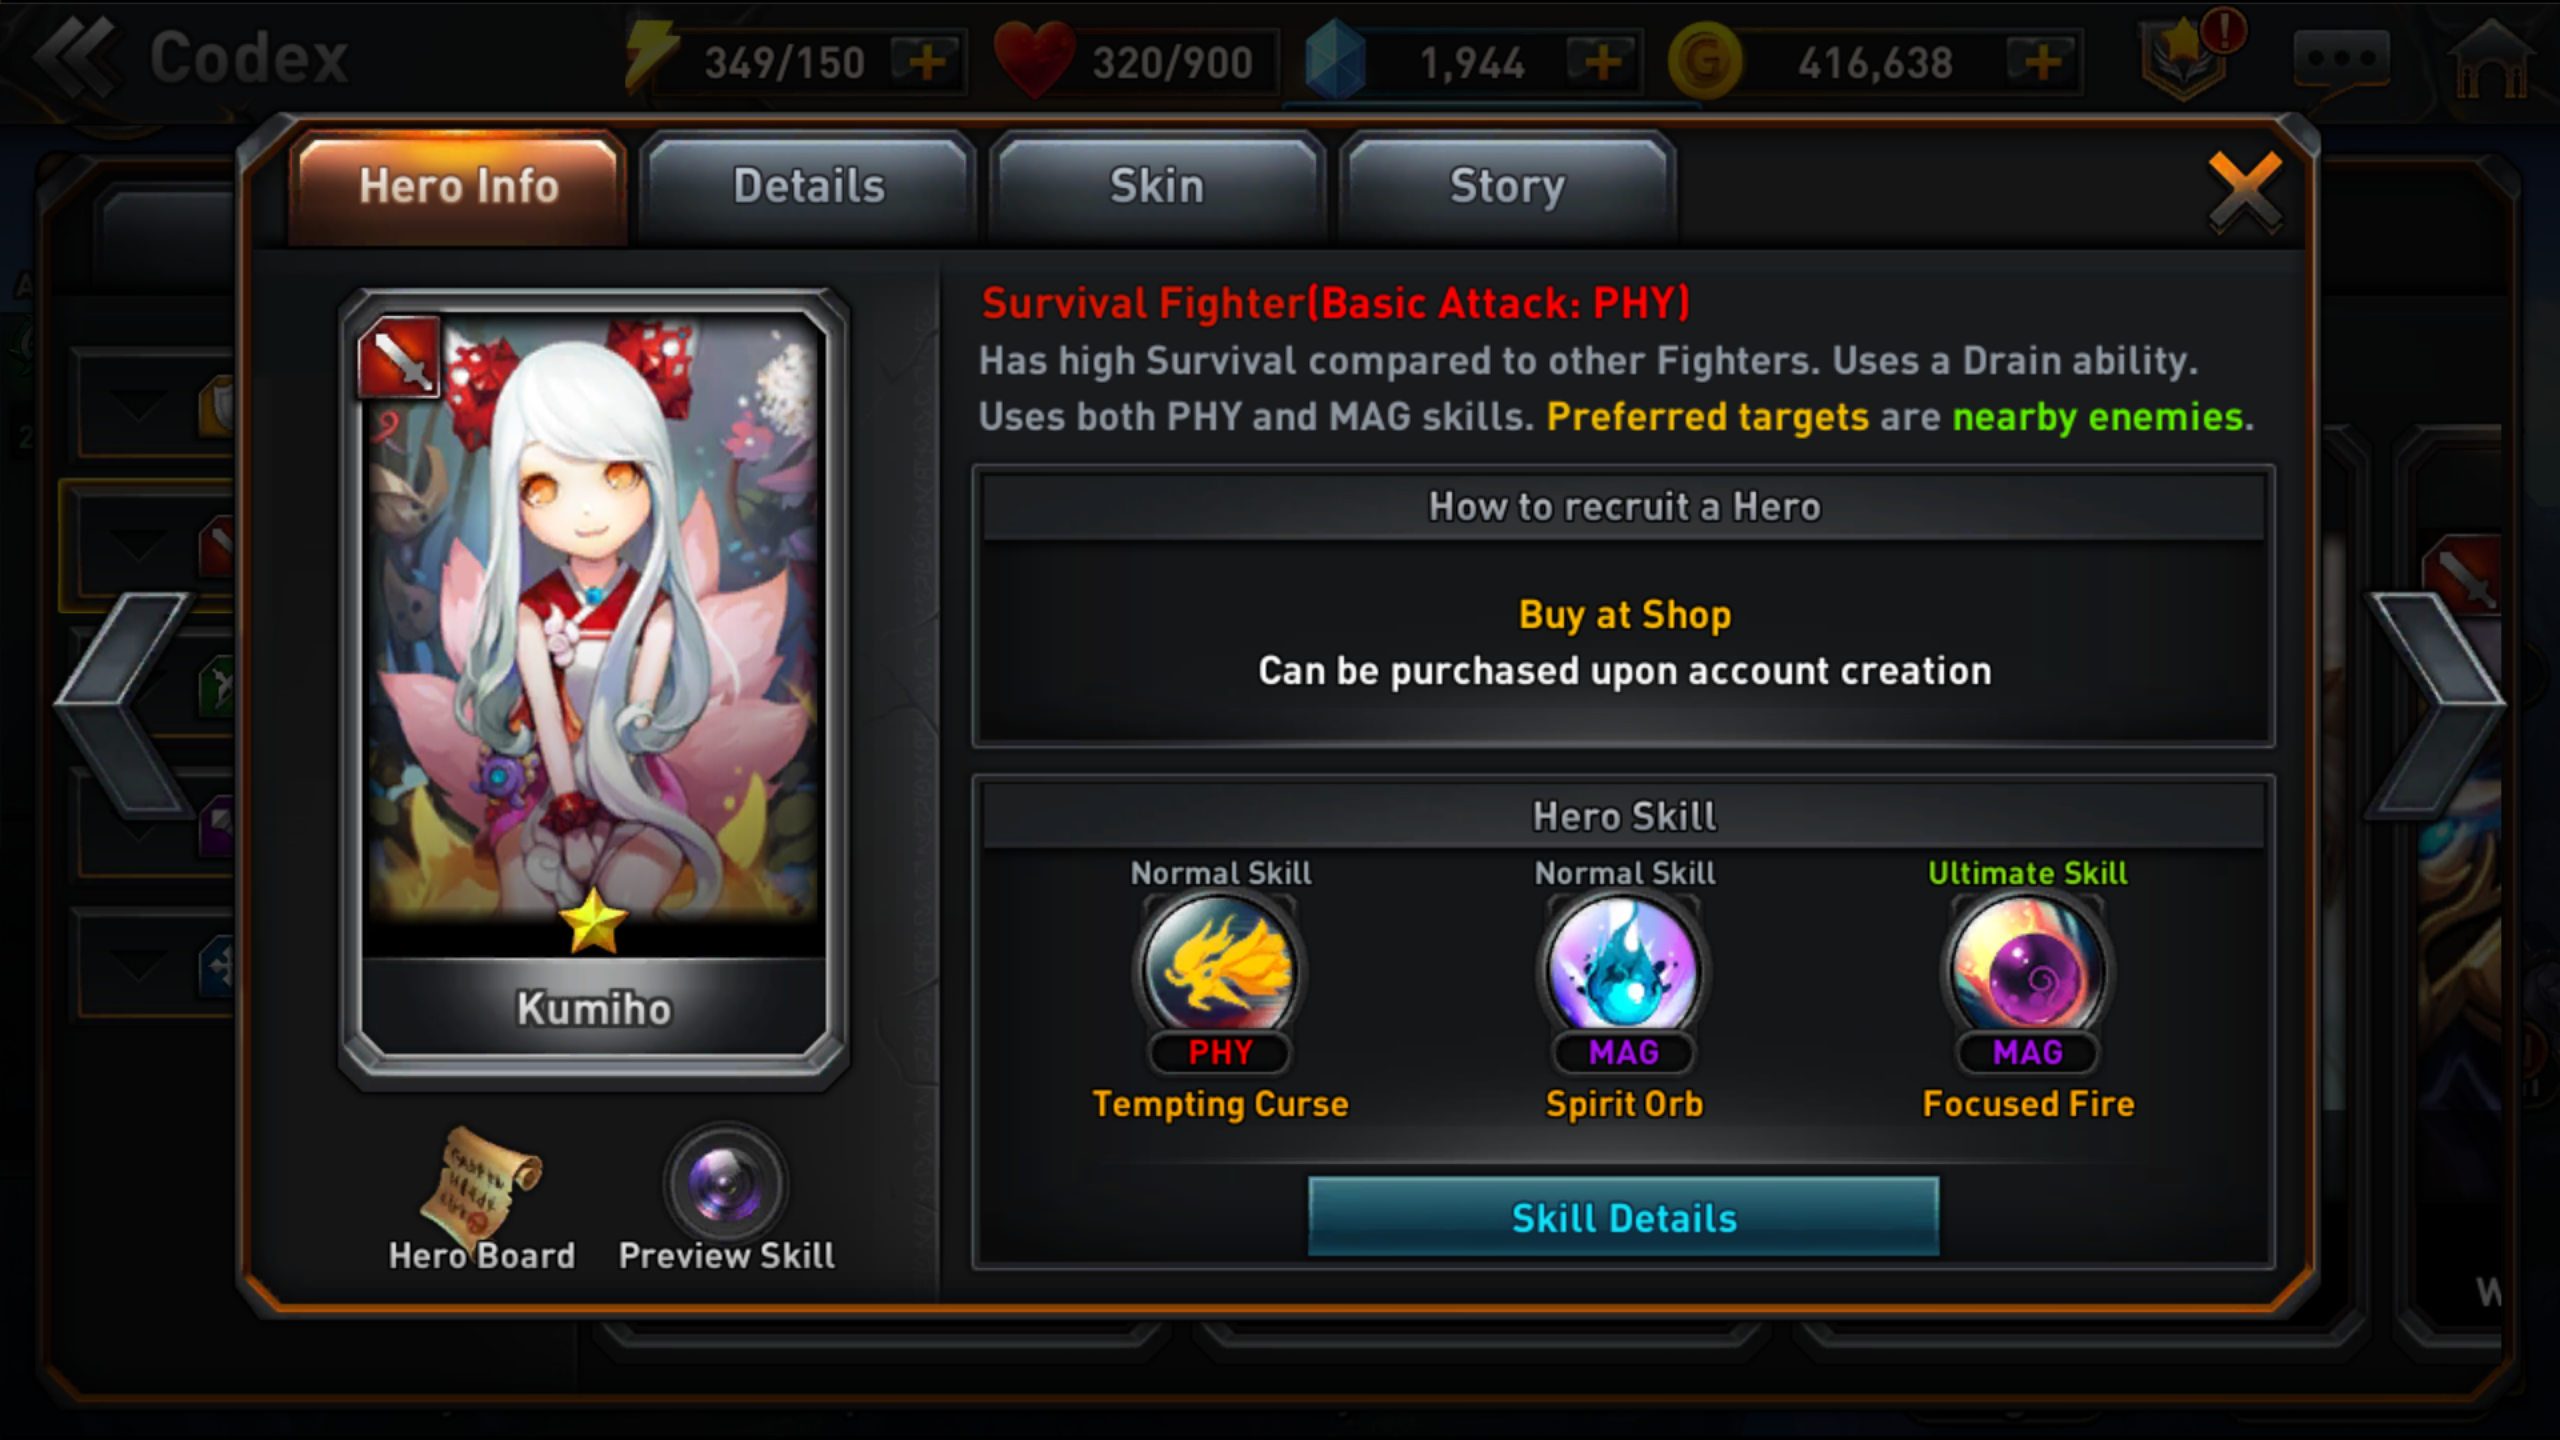 Codex
349/150
320/900
1,944
416,638
Hero Info
Details
Skin
Story
Survival Fighter(Basic Attack: PHY)
Has high Survival compared to other Fighters. Uses a Drain ability.
Uses both PHY and MAG skills. Preferred targets are nearby enemies.
How to recruit a Hero
Buy at Shop
Can be purchased upon account creation
Kumiho
Hero Board
Preview Skill
Hero Skill
Normal Skill
Normal Skill
Ultimate Skill
PHY
MAG
MAG
Tempting Curse
Spirit Orb
Focused Fire
Skill Details